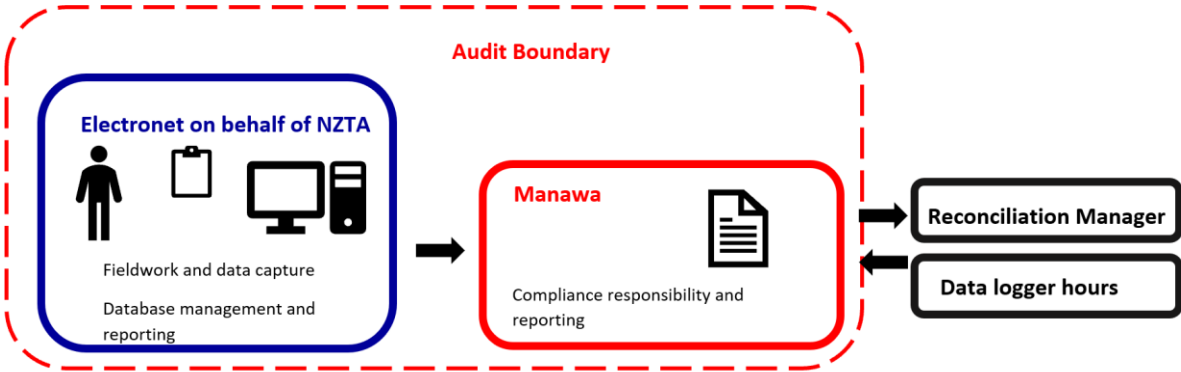 Audit Boundary
Electronet on behalf of NZTA
Fieldwork and data capture
Database management and
reporting
Manawa
Compliance responsibility and
reporting
Reconciliation Manager
Data logger hours